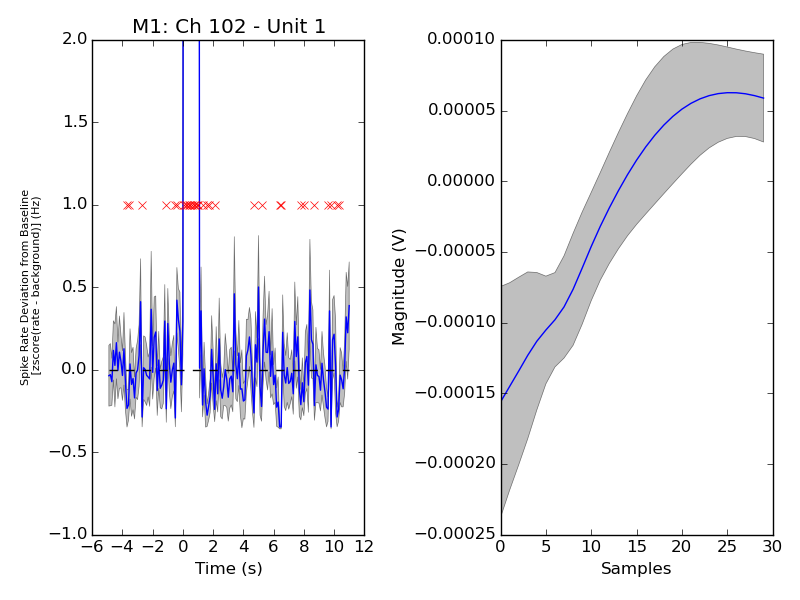 M1: Ch 102 - Unit 1
Spike Rate Deviation from Baseline
[zscore(rate - background)] (Hz)
2.0
1.5
1.0
0.5
0.0
−0.5
−1.0
−6 −4 −2 0 2 4 6 8 10 12
Time (s)
Magnitude (V)
0.00010
0.00005
0.00000
−0.00005
−0.00010
−0.00015
−0.00020
−0.00025
0 5 10 15 20 25 30
Samples